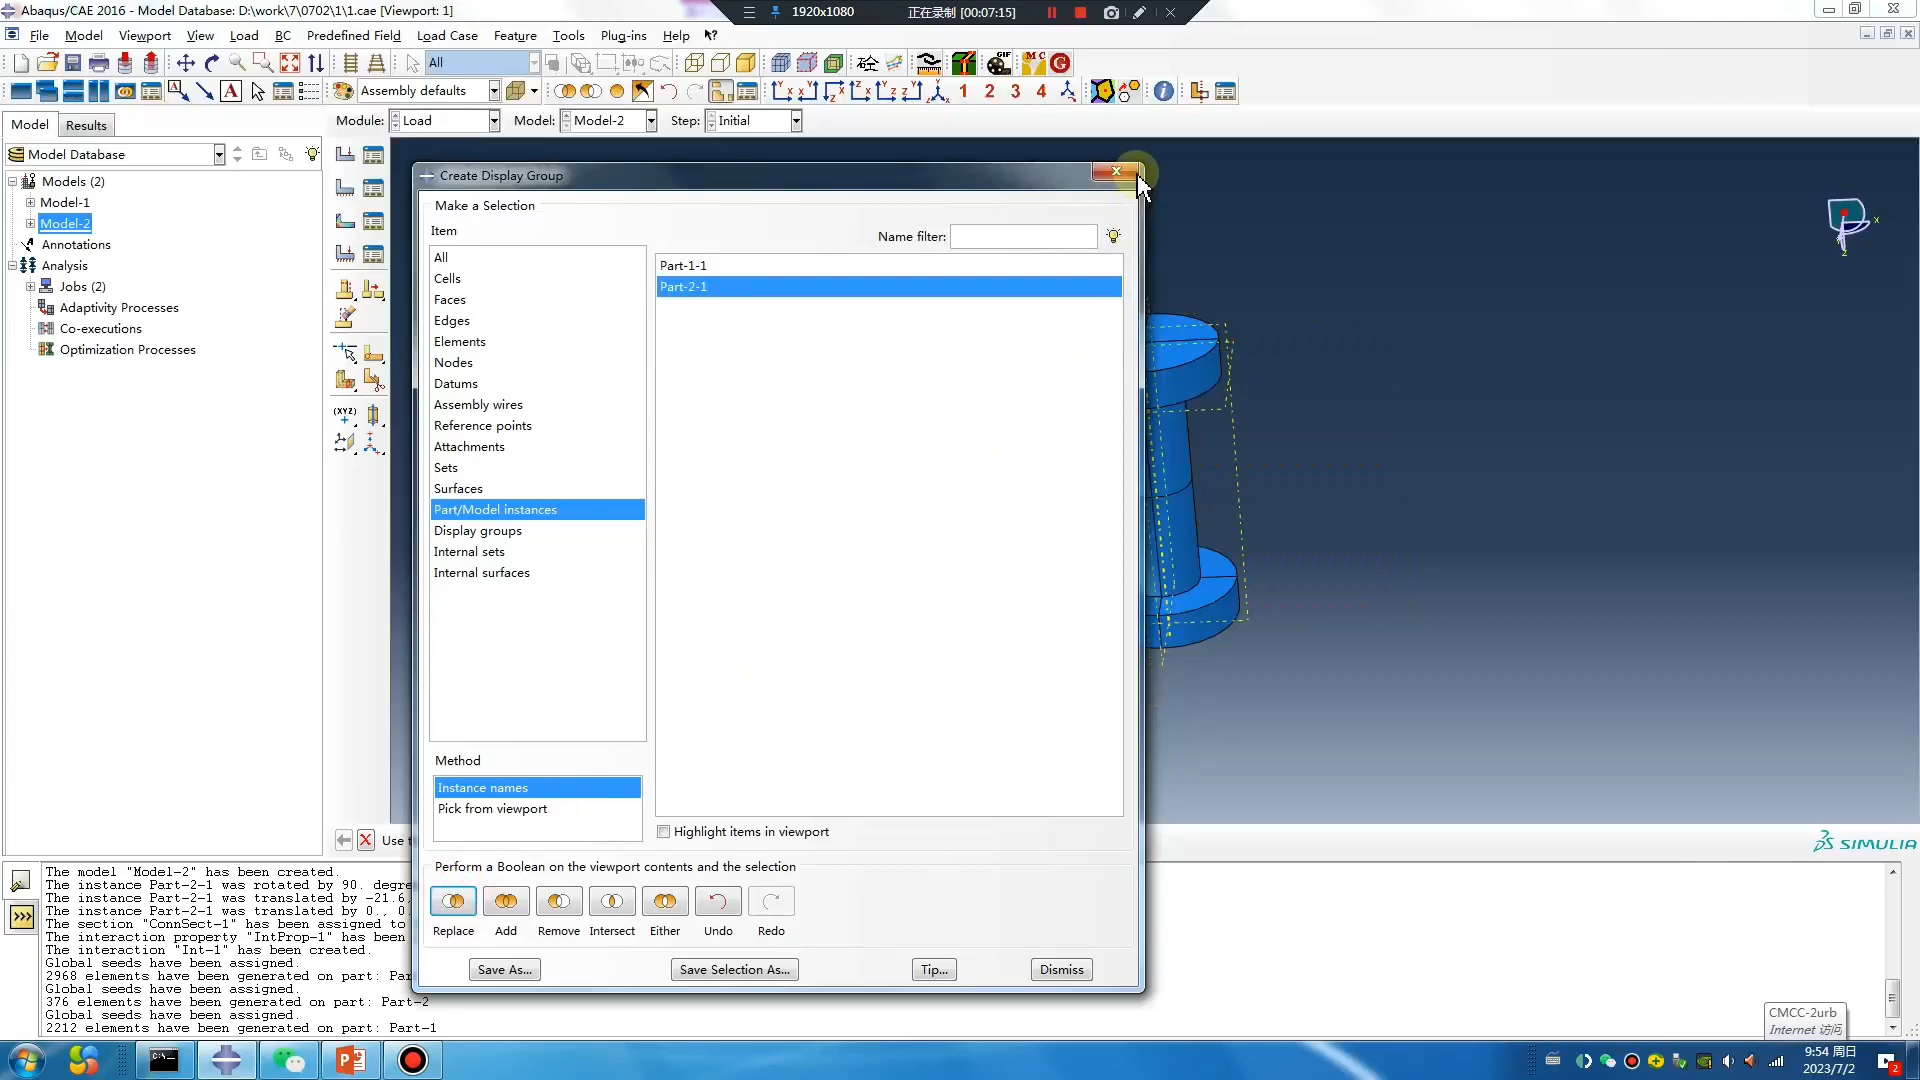 Abaqus/CAE 2016 - Model Database: D:\work\7\0702\1\1.cae [Viewport: 1]
1920x1080
正在录制 [00:07:15]
File Model Viewport View Load BC Predefined Field Load Case Feature Tools Plug-ins Help
All
GIF
Assembly defaults
1 2 3 4
Model Results
Module: Load Model: Model-2 Step: Initial
Model Database
Models (2)
Model-1
Model-2
Annotations
Analysis
Jobs (2)
Adaptivity Processes
Co-executions
Optimization Processes
(XYZ)
Create Display Group
Make a Selection
Item
Name filter:
All
Cells
Faces
Edges
Elements
Nodes
Datums
Assembly wires
Reference points
Attachments
Sets
Surfaces
Part/Model instances
Display groups
Internal sets
Internal surfaces
Part-1-1
Part-2-1
Method
Instance names
Pick from viewport
Highlight items in viewport
Perform a Boolean on the viewport contents and the selection
Replace Add Remove Intersect Either Undo Redo
Save As... Save Selection As... Tip... Dismiss
X
Z
Use
SIMULIA
The model "Model-2" has been created.
The instance Part-2-1 was rotated by 90. degre
The instance Part-2-1 was translated by -21.6,
The instance Part-2-1 was translated by 0., 0.
The section "ConnSect-1" has been assigned to
The interaction property "IntProp-1" has been
The interaction "Int-1" has been created.
Global seeds have been assigned.
2968 elements have been generated on part: Par
Global seeds have been assigned.
376 elements have been generated on part: Part-2
Global seeds have been assigned.
2212 elements have been generated on part: Part-1
CMCC-2urb
Internet 访问
9:54 周日
2023/7/2
2